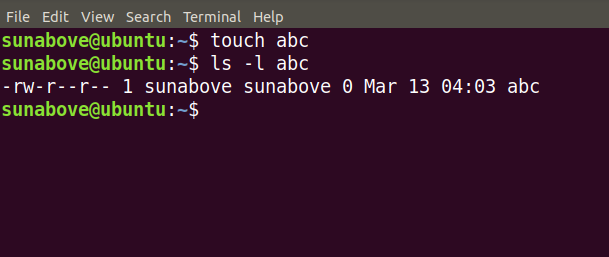 File Edit View Search Terminal Help
sunabove@ubuntu:~$ touch abc
sunabove@ubuntu:~$ ls -l abc
-rw-r--r-- 1 sunabove sunabove 0 Mar 13 04:03 abc
sunabove@ubuntu:~$